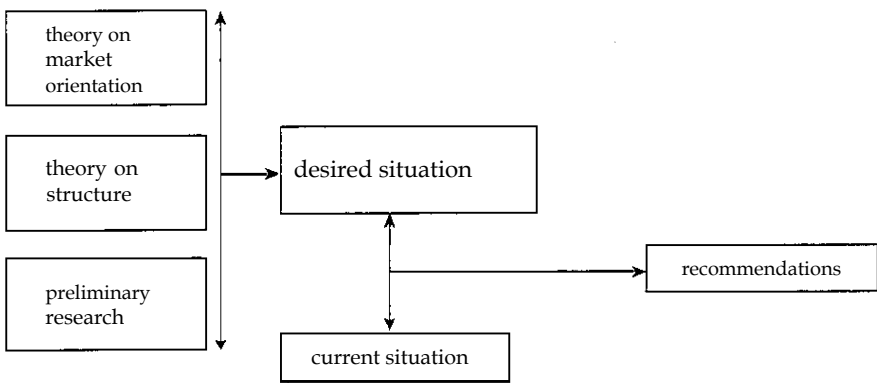 theory on
market
orientation
theory on
structure
desired situation
preliminary
research
recommendations
current situation